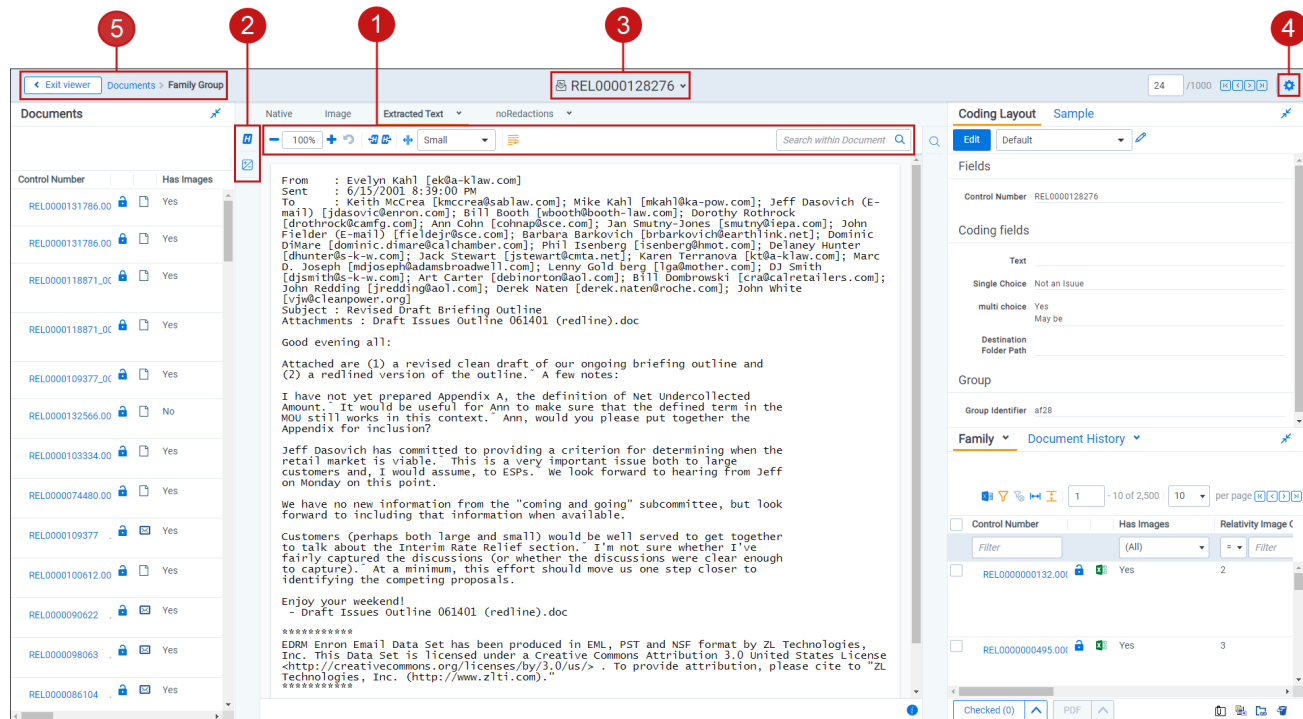 5
2
1
3
4
Exit viewer Documents > Family Group
REL0000128276
24 /1000
Documents
Control Number Has Images
REL0000131786.00 Yes
REL0000131786.00 Yes
REL0000118871_00 Yes
REL0000118871_00 Yes
REL0000109377_00 Yes
REL0000132566.00 No
REL0000103334.00 Yes
REL0000074480.00 Yes
REL0000109377 . Yes
REL0000100612.00 Yes
REL0000090622 . Yes
REL0000098063 . Yes
REL0000086104 . Yes
Native Image Extracted Text noRedactions
100% Small Search within Document
From : Evelyn Kahl [ek@a-klaw.com]
Sent : 6/15/2001 8:39:00 PM
To : Keith McCrea [kmccrea@sablaw.com]; Mike Kahl [mkahl@ka-pow.com]; Jeff Dasovich (E-
mail) [jdasovic@enron.com]; Bill Booth [wbooth@booth-law.com]; Dorothy Rothrock
[drothrock@camfg.com]; Ann Cohn [cohnap@sce.com]; Jan Smutny-Jones [smutny@iepa.com]; John
Fielder (E-mail) [fieldejr@sce.com]; Barbara Barkovich [brbarkovich@earthlink.net]; Dominic
DiMare [dominic.dimare@calchamber.com]; Phil Isenberg [isenberg@hmot.com]; Delaney Hunter
[dhunter@s-k-w.com]; Jack Stewart [jstewart@cmta.net]; Karen Terranova [kt@a-klaw.com]; Marc
D. Joseph [mdjoseph@adamsbroadwell.com]; Lenny Gold berg [lga@mother.com]; DJ Smith
[djsmith@s-k-w.com]; Art Carter [debinorton@aol.com]; Bill Dombrowski [cra@calretailers.com];
John Redding [jredding@aol.com]; Derek Naten [derek.naten@roche.com]; John White
[vjw@cleanpower.org]
Subject : Revised Draft Briefing Outline
Attachments : Draft Issues Outline 061401 (redline).doc
Good evening all:
Attached are (1) a revised clean draft of our ongoing briefing outline and
(2) a redlined version of the outline.¨ A few notes:
I have not yet prepared Appendix A, the definition of Net Undercollected
Amount.¨ It would be useful for Ann to make sure that the defined term in the
MOU still works in this context.¨ Ann, would you please put together the
Appendix for inclusion?
Jeff Dasovich has committed to providing a criterion for determining when the
retail market is viable.¨ This is a very important issue both to large
customers and, I would assume, to ESPs.¨ We look forward to hearing from Jeff
on Monday on this point.
We have no new information from the "coming and going" subcommittee, but look
forward to including that information when available.
Customers (perhaps both large and small) would be well served to get together
to talk about the Interim Rate Relief section.¨ I'm not sure whether I've
fairly captured the discussions (or whether the discussions were clear enough
to capture).¨ At a minimum, this effort should move us one step closer to
identifying the competing proposals.
Enjoy your weekend!
- Draft Issues Outline 061401 (redline).doc
***********
EDRM Enron Email Data Set has been produced in EML, PST and NSF format by ZL Technologies,
Inc. This Data Set is licensed under a Creative Commons Attribution 3.0 United States License
<http://creativecommons.org/licenses/by/3.0/us/> . To provide attribution, please cite to "ZL
Technologies, Inc. (http://www.zlti.com)."
***********
Coding Layout Sample
Edit Default
Fields
Control Number REL0000128276
Coding fields
Text
Single Choice Not an Isuue
multi choice Yes
May be
Destination
Folder Path
Group
Group Identifier af28
Family Document History
1 - 10 of 2,500 10 per page
Control Number Has Images Relativity Image C
Filter (All) = Filter
REL0000000132.000 Yes 2
REL0000000495.000 Yes 3
Checked (0) PDF